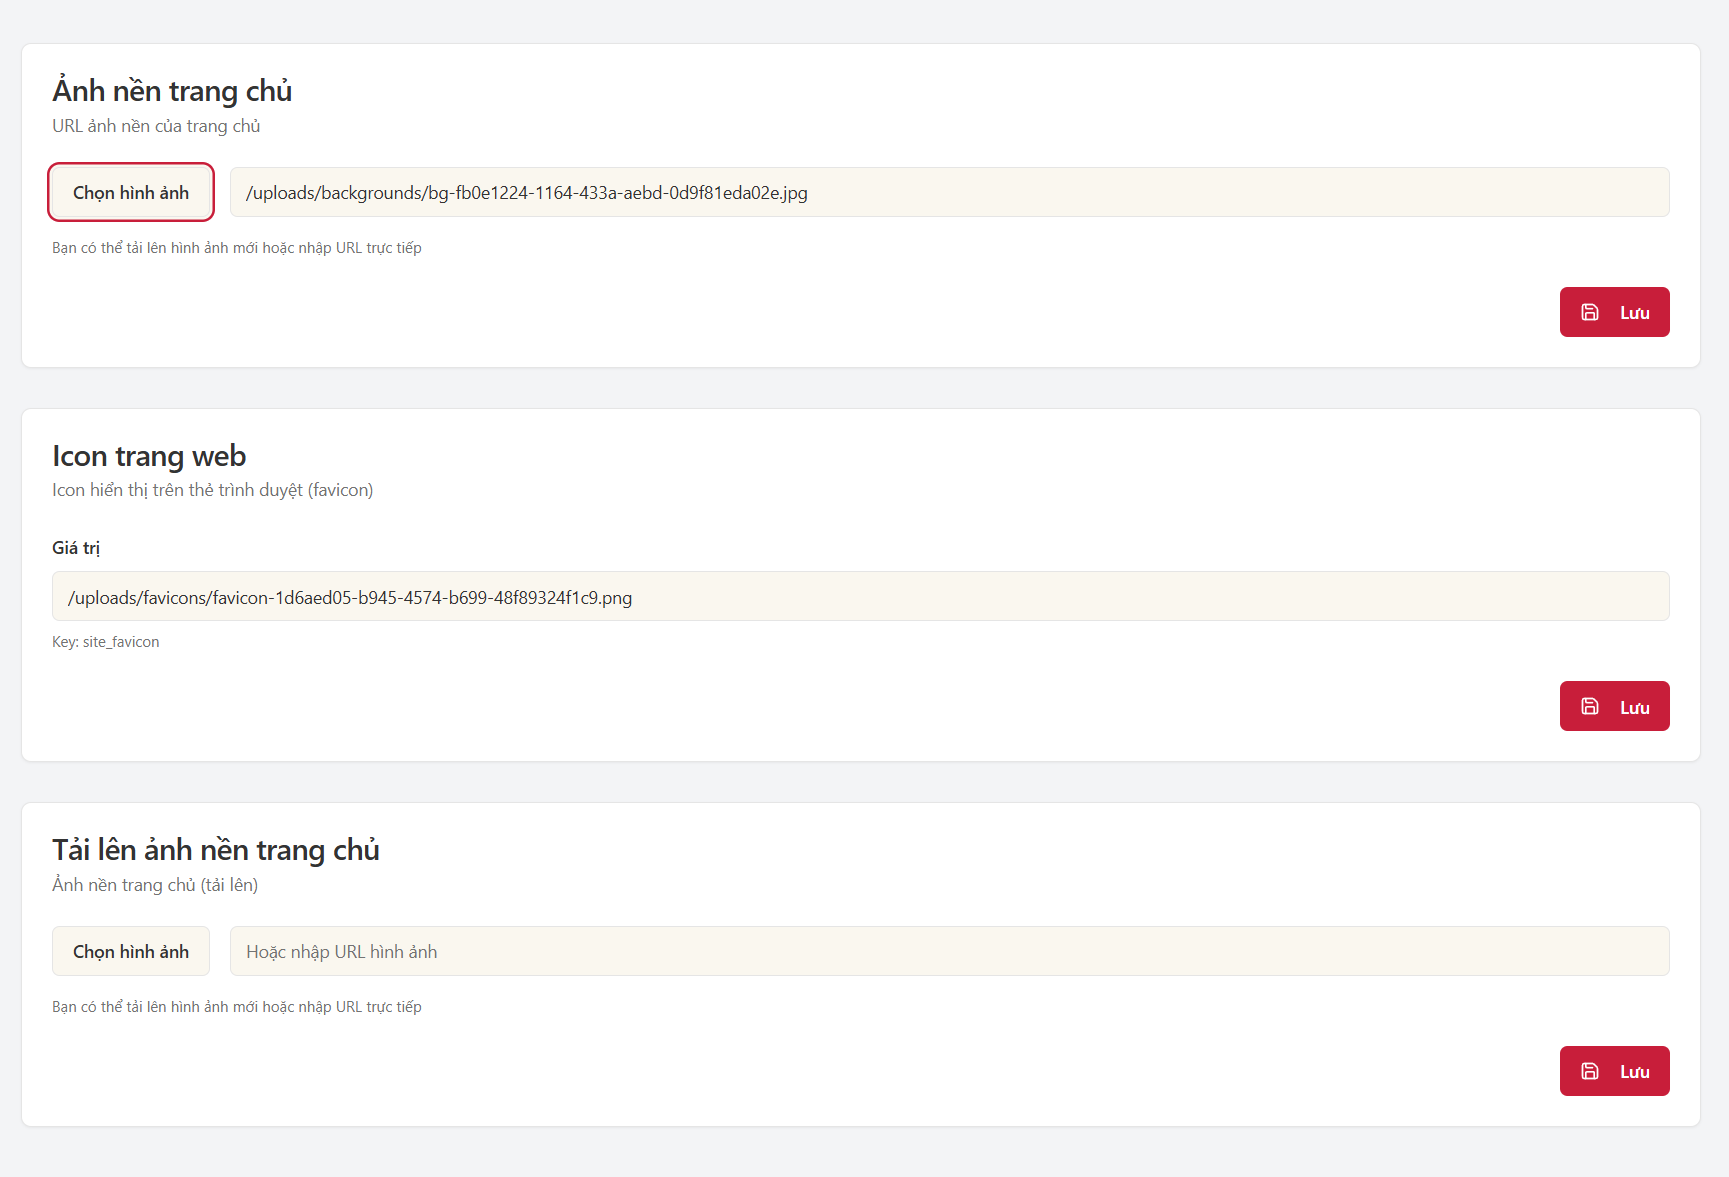 Ảnh nền trang chủ
URL ảnh nền của trang chủ
Chọn hình ảnh
/uploads/backgrounds/bg-fb0e1224-1164-433a-aebd-0d9f81eda02e.jpg
Bạn có thể tải lên hình ảnh mới hoặc nhập URL trực tiếp
Lưu
Icon trang web
Icon hiển thị trên thẻ trình duyệt (favicon)
Giá trị
/uploads/favicons/favicon-1d6aed05-b945-4574-b699-48f89324f1c9.png
Key: site_favicon
Lưu
Tải lên ảnh nền trang chủ
Ảnh nền trang chủ (tải lên)
Chọn hình ảnh
Hoặc nhập URL hình ảnh
Bạn có thể tải lên hình ảnh mới hoặc nhập URL trực tiếp
Lưu